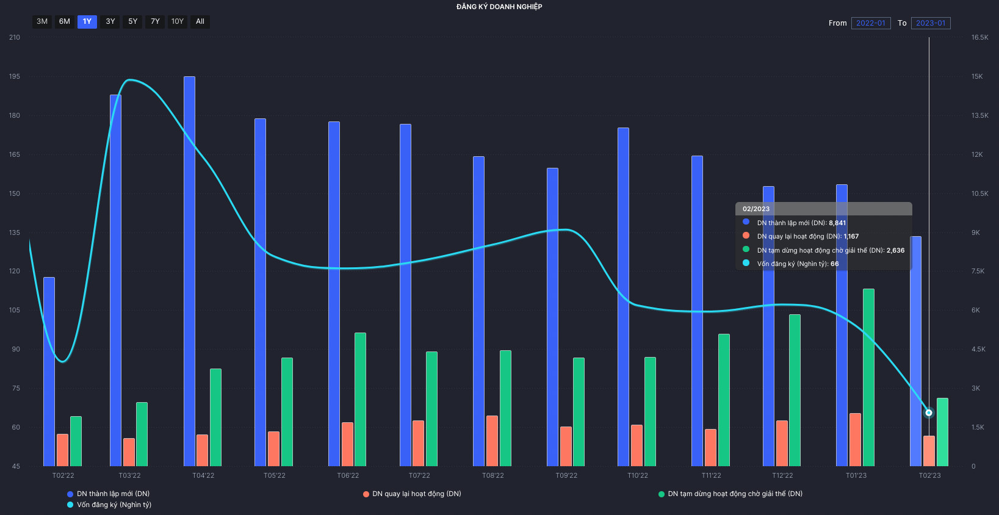 ĐĂNG KÝ DOANH NGHIỆP
3M 6M 1Y 3Y 5Y 7Y 10Y All
From 2022-01 To 2023-01
210 16.5K
195 15K
180 13.5K
165 12K
150 10.5K
135 9K
120 7.5K
105 6K
90 4.5K
75 3K
60 1.5K
45 0
02/2023
DN thành lập mới (DN): 8,841
DN quay lại hoạt động (DN): 1,167
DN tạm dừng hoạt động chờ giải thể (DN): 2,636
Vốn đăng ký (Nghìn tỷ): 66
T02'22 T03'22 T04'22 T05'22 T06'22 T07'22 T08'22 T09'22 T10'22 T11'22 T12'22 T01'23 T02'23
DN thành lập mới (DN) DN quay lại hoạt động (DN) DN tạm dừng hoạt động chờ giải thể (DN)
Vốn đăng ký (Nghìn tỷ)